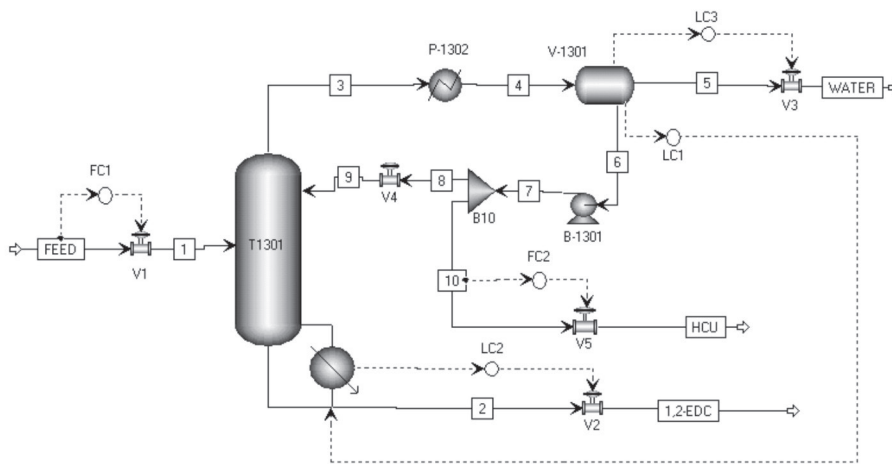 LC3
P-1302
V-1301
3
4
5
WATER
V3
LC1
6
FC1
9
8
7
V4
B10
B-1301
T1301
FEED
1
V1
FC2
10
HCU
V5
LC2
2
1,2-EDC
V2